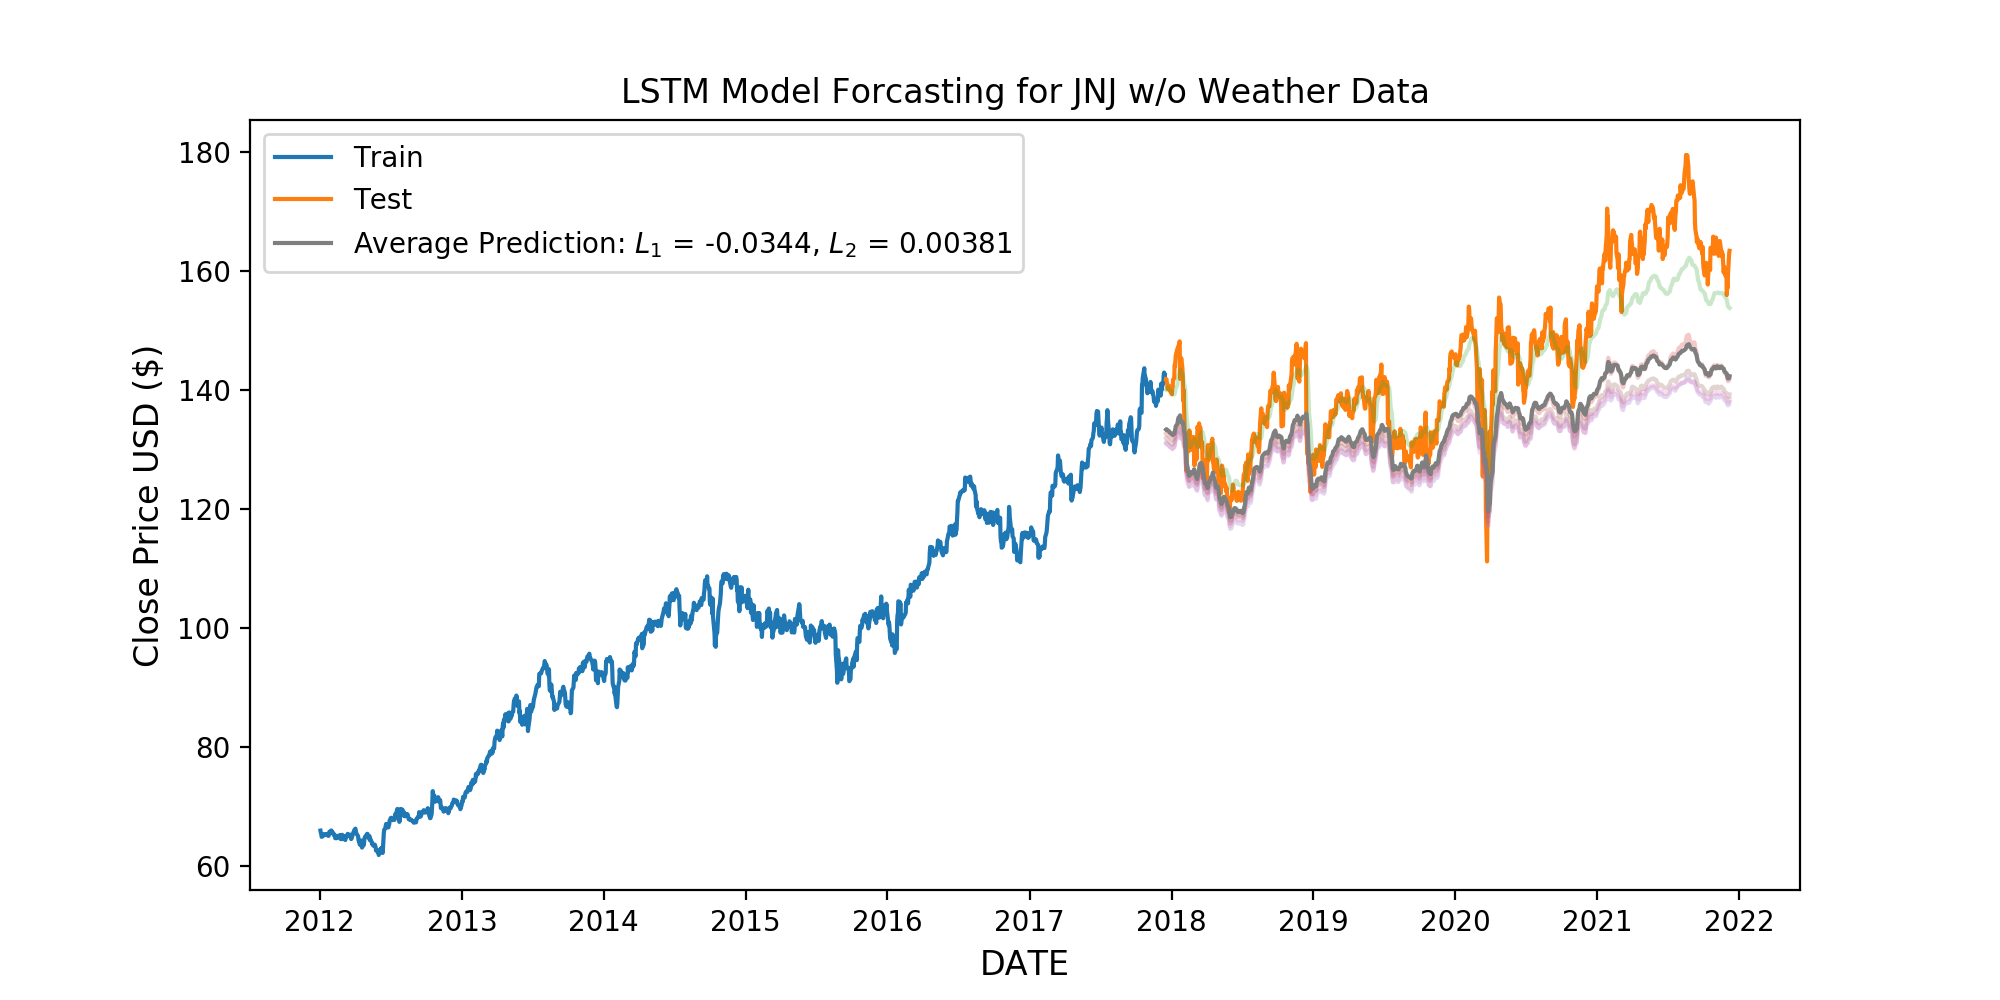 LSTM Model Forcasting for JNJ w/o Weather Data
Train
Test
Average Prediction: L₁ = -0.0344, L₂ = 0.00381
Close Price USD ($)
180
160
140
120
100
80
60
2012 2013 2014 2015 2016 2017 2018 2019 2020 2021 2022
DATE